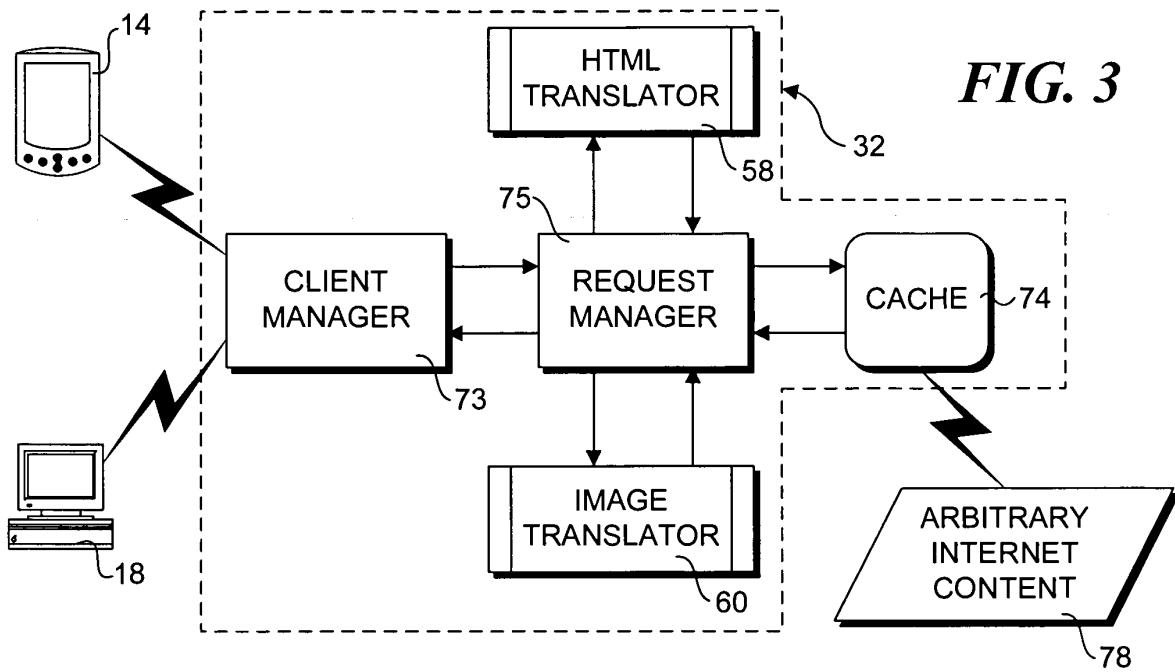 14
HTML
TRANSLATOR
FIG. 3
32
58
75
CLIENT
MANAGER
REQUEST
MANAGER
CACHE
74
73
18
IMAGE
TRANSLATOR
60
ARBITRARY
INTERNET
CONTENT
78